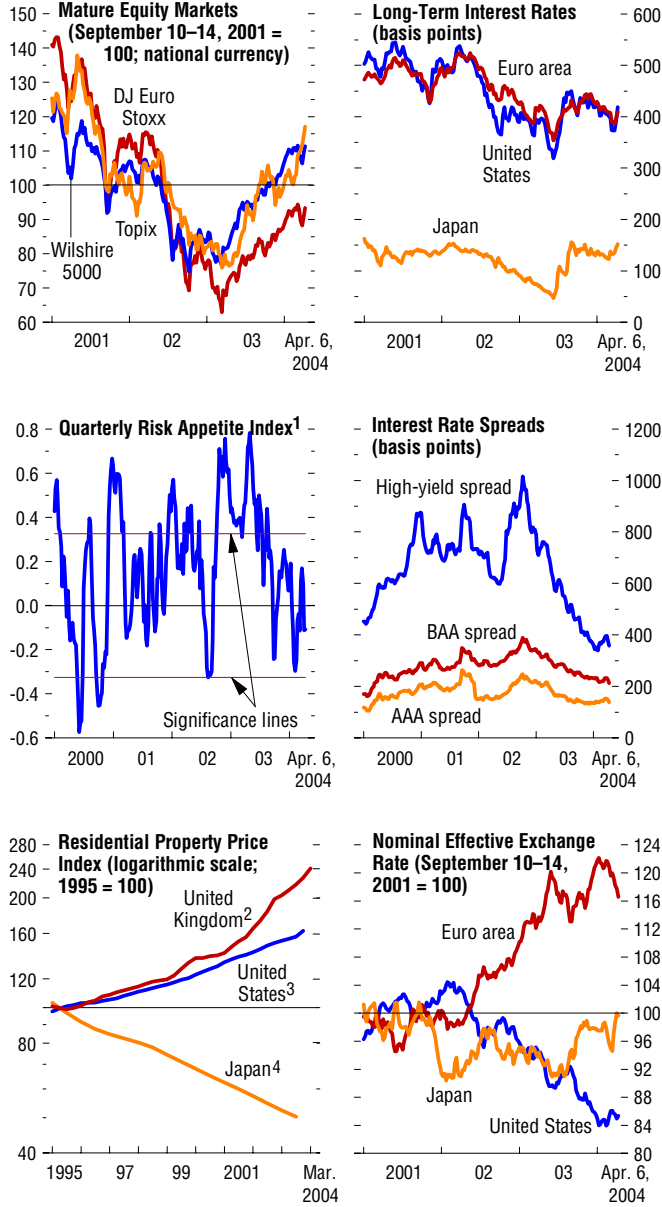 Mature Equity Markets
(September 10–14, 2001 =
100; national currency)
150
140
130
120
110
100
90
80
70
60
DJ Euro
Stoxx
Topix
Wilshire
5000
2001
02
03
Apr. 6,
2004
Long-Term Interest Rates
(basis points)
600
500
400
300
200
100
0
Euro area
United
States
Japan
2001
02
03
Apr. 6,
2004
Quarterly Risk Appetite Index1
0.8
0.6
0.4
0.2
0.0
-0.2
-0.4
-0.6
Significance lines
2000
01
02
03
Apr. 6,
2004
Interest Rate Spreads
(basis points)
1200
1000
800
600
400
200
0
High-yield spread
BAA spread
AAA spread
2000
01
02
03
Apr. 6,
2004
Residential Property Price
Index (logarithmic scale;
1995 = 100)
280
240
200
160
120
80
40
United
Kingdom2
United
States3
Japan4
1995
97
99
2001
Mar.
2004
Nominal Effective Exchange
Rate (September 10–14,
2001 = 100)
124
120
116
112
108
104
100
96
92
88
84
80
Euro area
Japan
United States
2001
02
03
Apr. 6,
2004